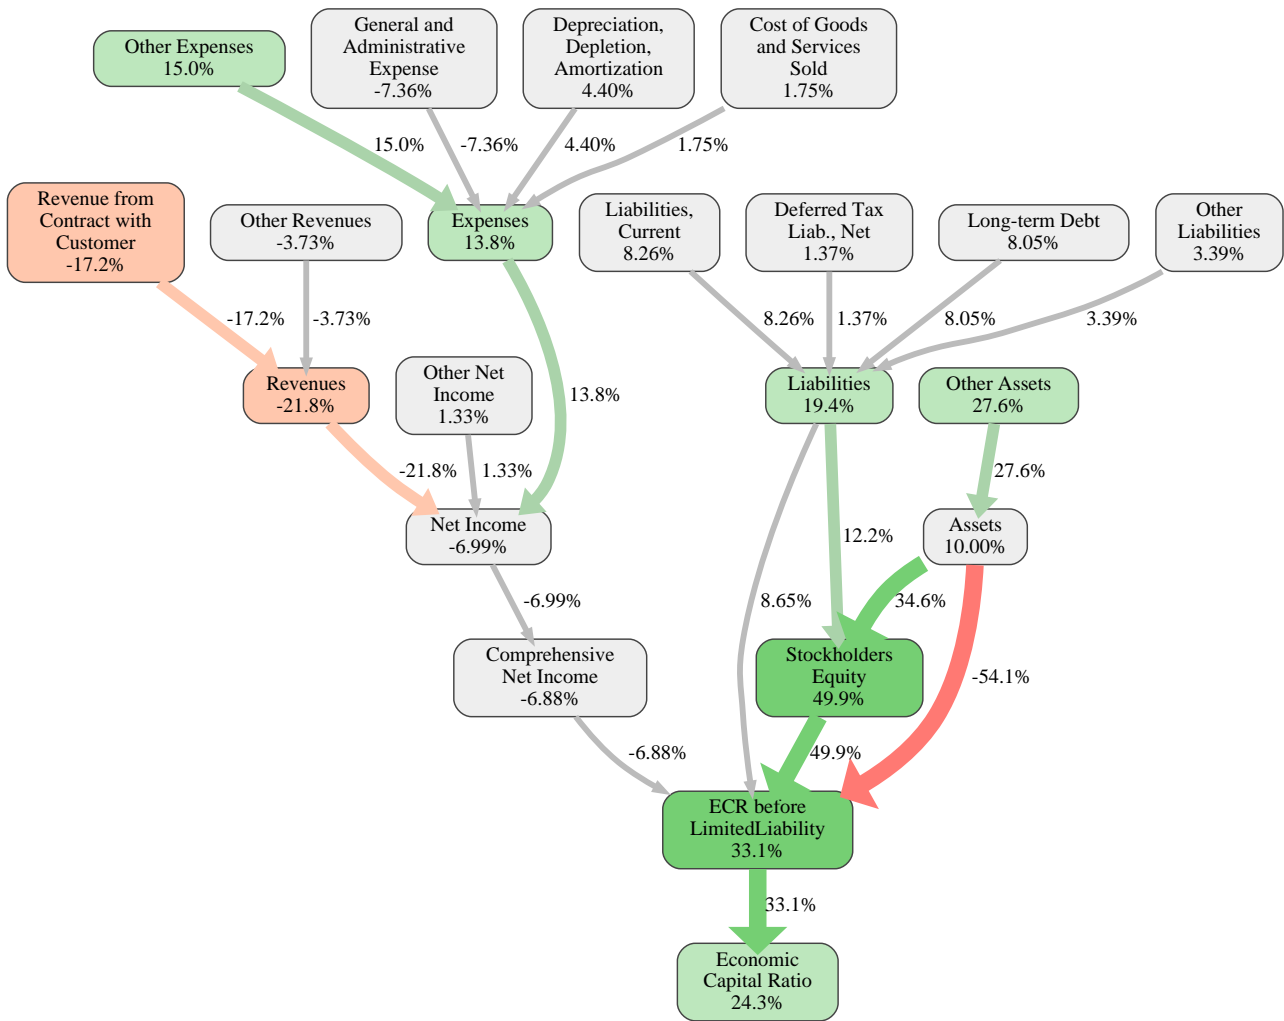 Other Expenses
15.0%
General and
Administrative
Expense
-7.36%
Depreciation,
Depletion,
Amortization
4.40%
Cost of Goods
and Services
Sold
1.75%
15.0%
-7.36%
4.40%
1.75%
Revenue from
Contract with
Customer
-17.2%
Other Revenues
-3.73%
Expenses
13.8%
Liabilities,
Current
8.26%
Deferred Tax
Liab., Net
1.37%
Long-term Debt
8.05%
Other
Liabilities
3.39%
-17.2%
-3.73%
8.26%
1.37%
8.05%
3.39%
Revenues
-21.8%
Other Net
Income
1.33%
13.8%
Liabilities
19.4%
Other Assets
27.6%
-21.8%
1.33%
27.6%
Net Income
-6.99%
12.2%
Assets
10.00%
-6.99%
8.65%
34.6%
Comprehensive
Net Income
-6.88%
Stockholders
Equity
49.9%
-54.1%
-6.88%
49.9%
ECR before
LimitedLiability
33.1%
33.1%
Economic
Capital Ratio
24.3%